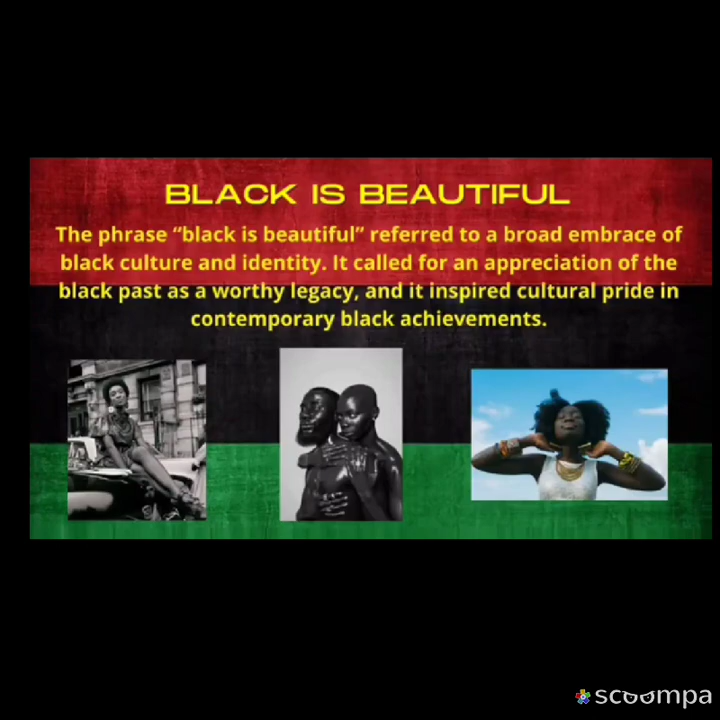 BLACK IS BEAUTIFUL
The phrase “black is beautiful” referred to a broad embrace of
black culture and identity. It called for an appreciation of the
black past as a worthy legacy, and it inspired cultural pride in
contemporary black achievements.
scoompa